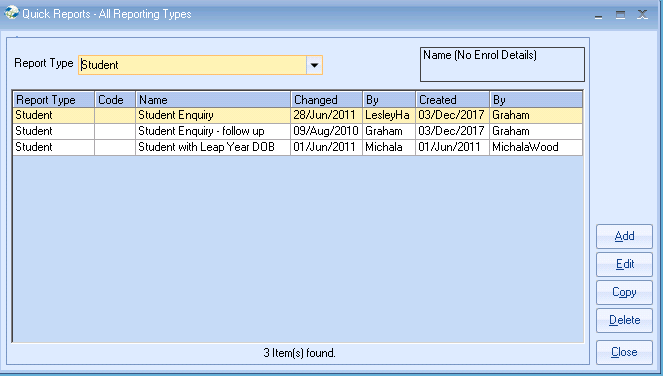 Quick Reports - All Reporting Types
Report Type Student
Name (No Enrol Details)
Report Type Code Name Changed By Created By
Student Student Enquiry 28/Jun/2011 LesleyHa 03/Dec/2017 Graham
Student Student Enquiry - follow up 09/Aug/2010 Graham 03/Dec/2017 Graham
Student Student with Leap Year DOB 01/Jun/2011 Michala 01/Jun/2011 MichalaWood
Add
Edit
Copy
Delete
Close
3 Item(s) found.